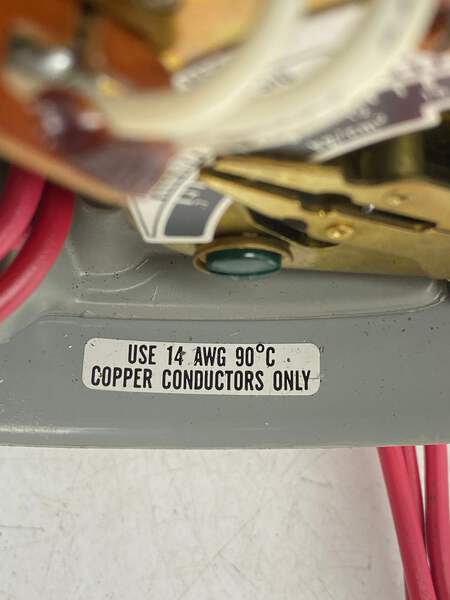 USE 14 AWG 90°C
COPPER CONDUCTORS ONLY